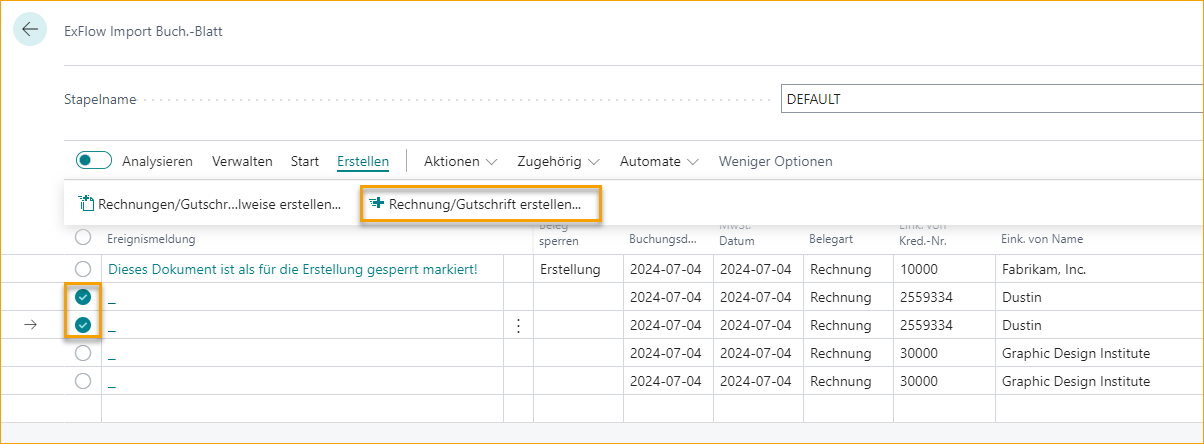 ExFlow Import Buch.-Blatt
Stapelname
DEFAULT
Analysieren Verwalten Start Erstellen Aktionen Zugehörig Automate Weniger Optionen
Rechnungen/Gutschr...lweise erstellen... Rechnung/Gutschrift erstellen...
Ereignismeldung Beleg sperren Buchungsd... MwSt. Datum Belegart Eink. von Kred.-Nr. Eink. von Name
Dieses Dokument ist als für die Erstellung gesperrt markiert! Erstellung 2024-07-04 2024-07-04 Rechnung 10000 Fabrikam, Inc.
_ 2024-07-04 2024-07-04 Rechnung 2559334 Dustin
_ 2024-07-04 2024-07-04 Rechnung 2559334 Dustin
_ 2024-07-04 2024-07-04 Rechnung 30000 Graphic Design Institute
_ 2024-07-04 2024-07-04 Rechnung 30000 Graphic Design Institute